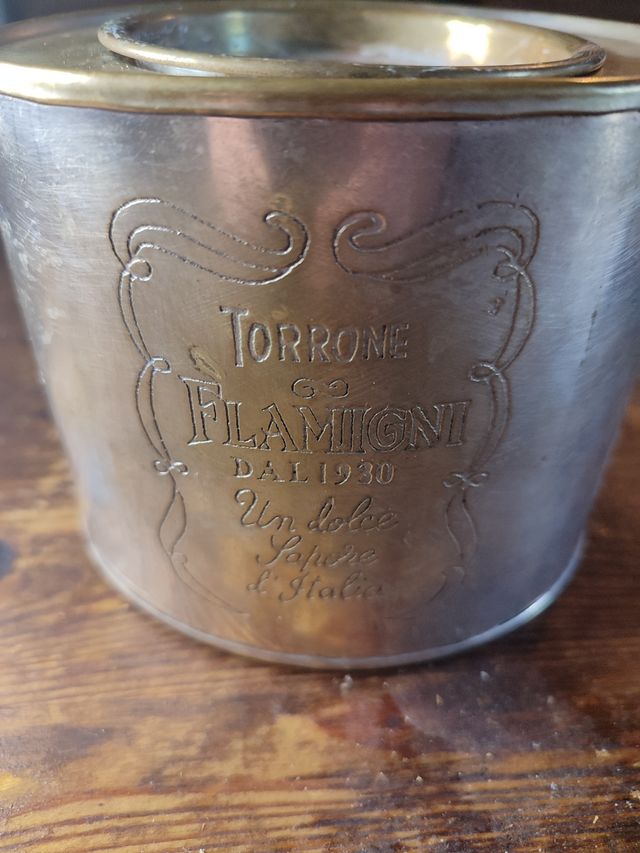 TORRONE
FLAMIGNI
DAL 1930
Un dolce
Sapore
d'Italia